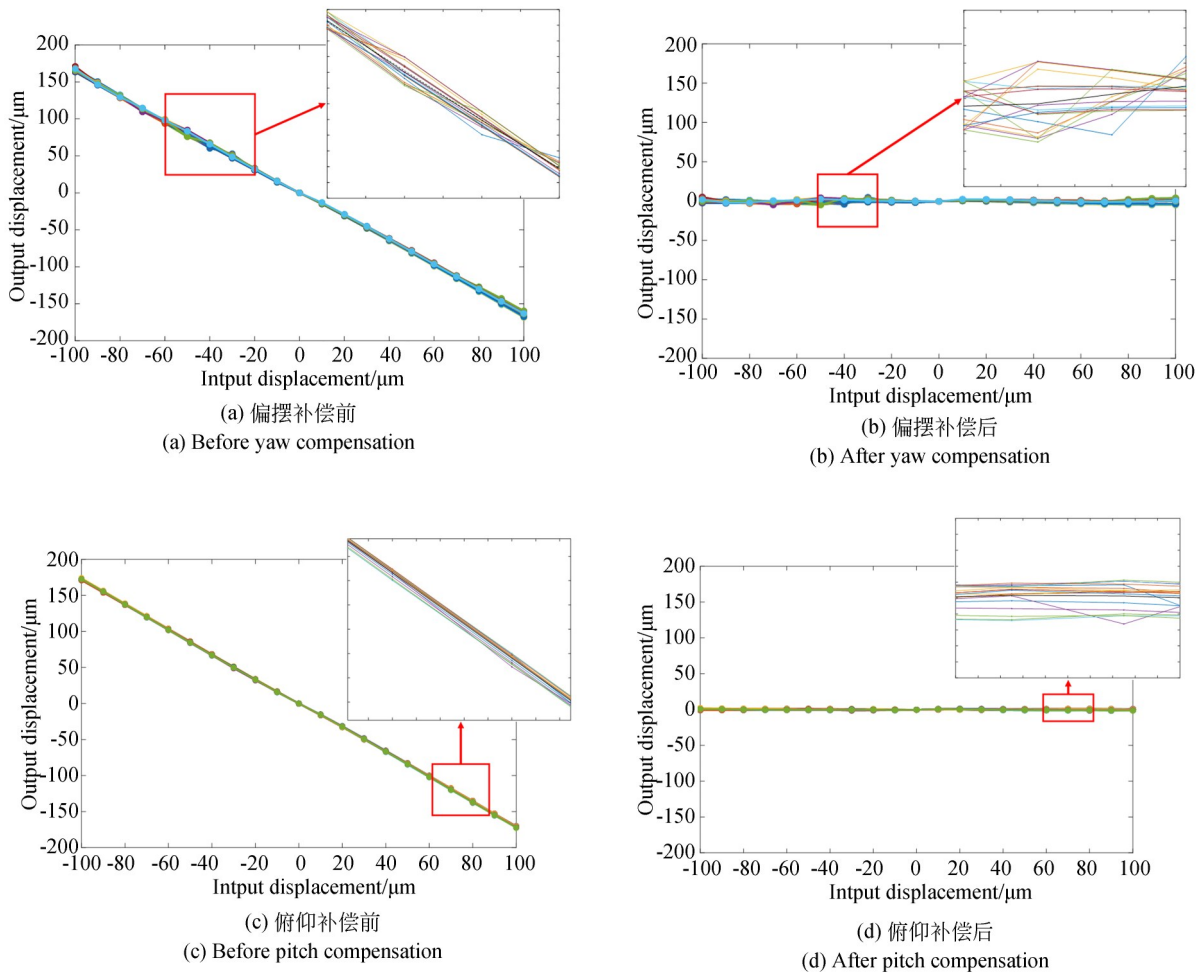 200
150
100
50
0
-50
-100
-150
-200
Output displacement/μm
-100 -80 -60 -40 -20 0 20 40 60 80 100
Intput displacement/μm
(a) 偏摆补偿前
(a) Before yaw compensation
200
150
100
50
0
-50
-100
-150
-200
Output displacement/μm
-100 -80 -60 -40 -20 0 20 40 60 80 100
Intput displacement/μm
(b) 偏摆补偿后
(b) After yaw compensation
200
150
100
50
0
-50
-100
-150
-200
Output displacement/μm
-100 -80 -60 -40 -20 0 20 40 60 80 100
Intput displacement/μm
(c) 俯仰补偿前
(c) Before pitch compensation
200
150
100
50
0
-50
-100
-150
-200
Output displacement/μm
-100 -80 -60 -40 -20 0 20 40 60 80 100
Intput displacement/μm
(d) 俯仰补偿后
(d) After pitch compensation